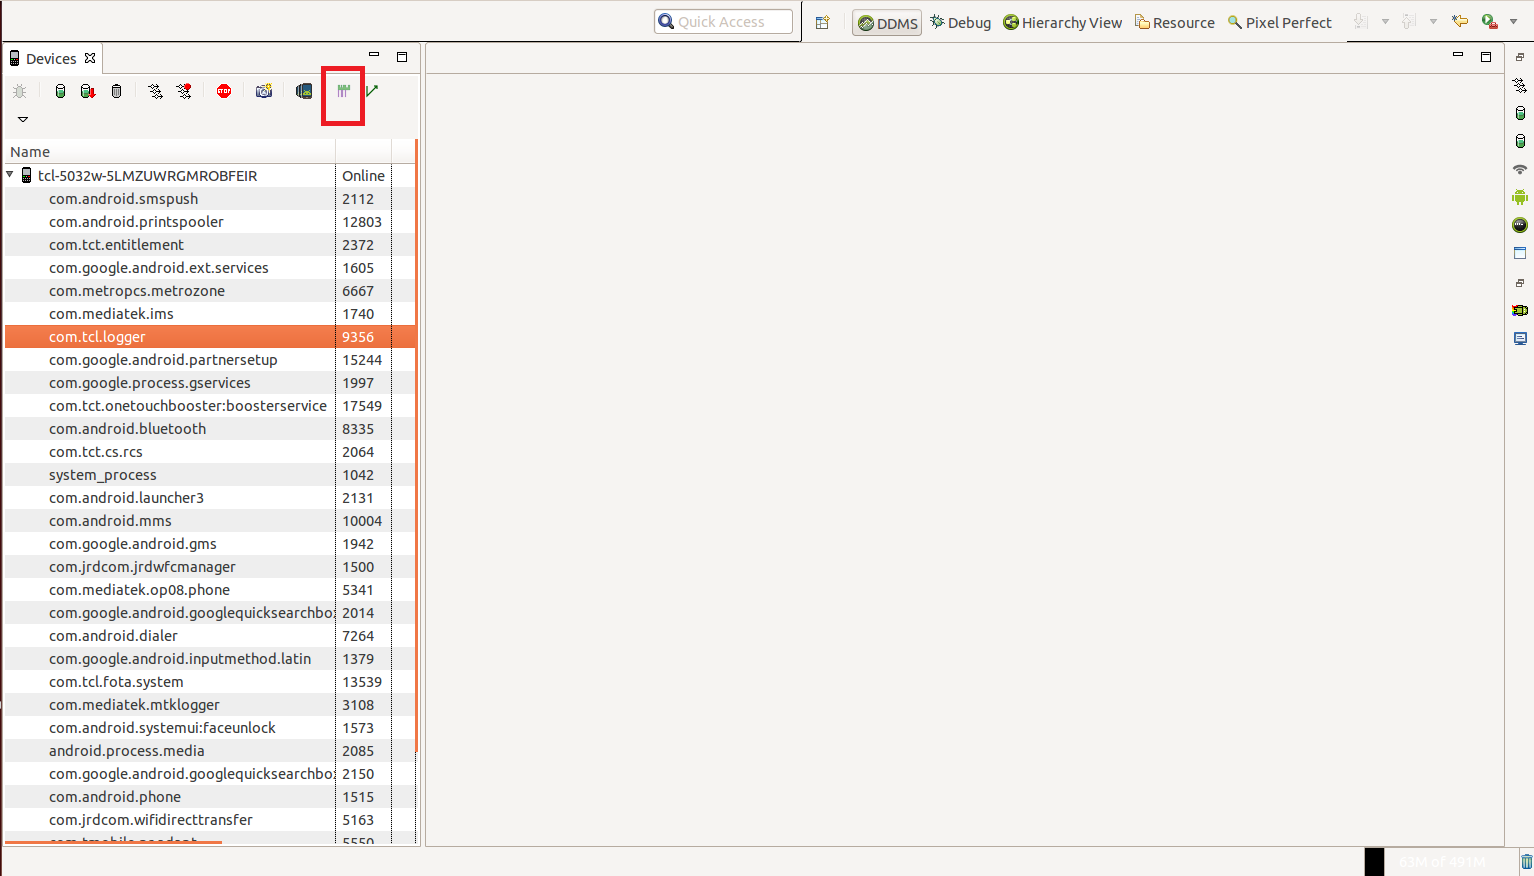 Quick Access
DDMS
Debug
Hierarchy View
Resource
Pixel Perfect
Devices
STOP
Name
tcl-5032w-5LMZUWRGMROBFEIR Online
com.android.smspush 2112
com.android.printspooler 12803
com.tct.entitlement 2372
com.google.android.ext.services 1605
com.metropcs.metrozone 6667
com.mediatek.ims 1740
com.tcl.logger 9356
com.google.android.partnersetup 15244
com.google.process.gservices 1997
com.tct.onetouchbooster:boosterservice 17549
com.android.bluetooth 8335
com.tct.cs.rcs 2064
system_process 1042
com.android.launcher3 2131
com.android.mms 10004
com.google.android.gms 1942
com.jrdcom.jrdwfcmanager 1500
com.mediatek.op08.phone 5341
com.google.android.googlequicksearchbo 2014
com.android.dialer 7264
com.google.android.inputmethod.latin 1379
com.tcl.fota.system 13539
com.mediatek.mtklogger 3108
com.android.systemui:faceunlock 1573
android.process.media 2085
com.google.android.googlequicksearchbo 2150
com.android.phone 1515
com.jrdcom.wifidirecttransfer 5163
5550
63M of 491M